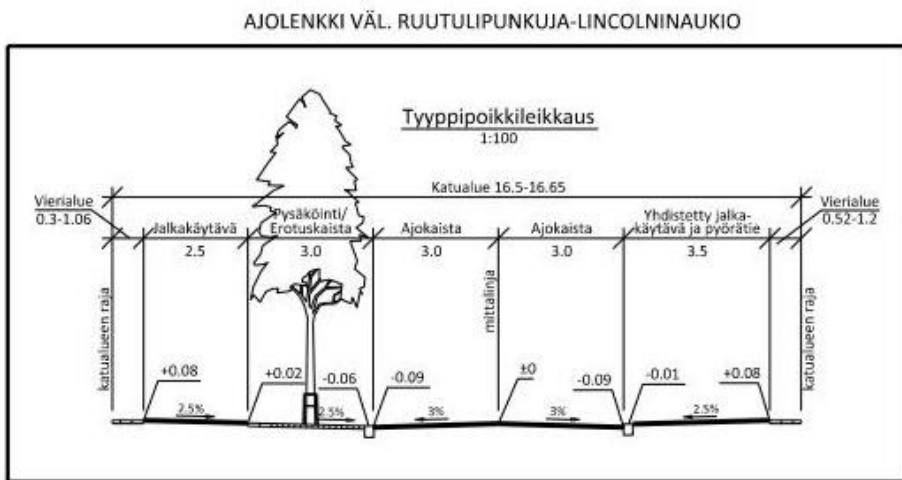 AJOLENKKI VÄL. RUUTULIPUNKUJA-LINCOLNINAUKIO
Tyyppipoikkileikkaus
1:100
Katualue 16.5-16.65
Vierialue
0.3-1.06
Jalkakäytävä
2.5
Pysäköinti/
Erotuskaista
3.0
Ajokaista
3.0
Ajokaista
3.0
Yhdistetty jalka-
käytävä ja pyörätie
3.5
Vierialue
0.52-1.2
katualueen raja
mittalinja
katualueen raja
+0.08
+0.02
-0.06
-0.09
±0
-0.09
-0.01
+0.08
2.5%
2.5%
3%
3%
2.5%